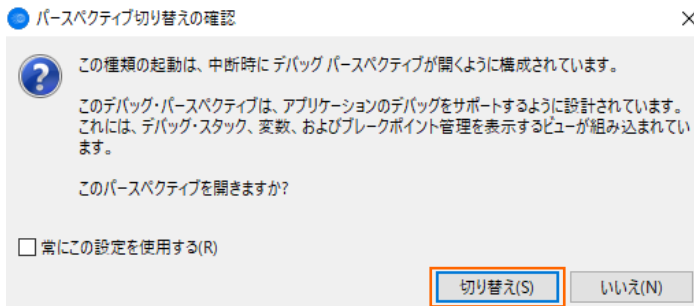 パースペクティブ切り替えの確認
この種類の起動は、中断時に デバッグ パースペクティブが開くように構成されています。
このデバッグ・パースペクティブは、アプリケーションのデバッグをサポートするように設計されています。
これには、デバッグ・スタック、変数、およびブレークポイント管理を表示するビューが組み込まれてい
ます。
このパースペクティブを開きますか?
常にこの設定を使用する(R)
切り替え(S) いいえ(N)